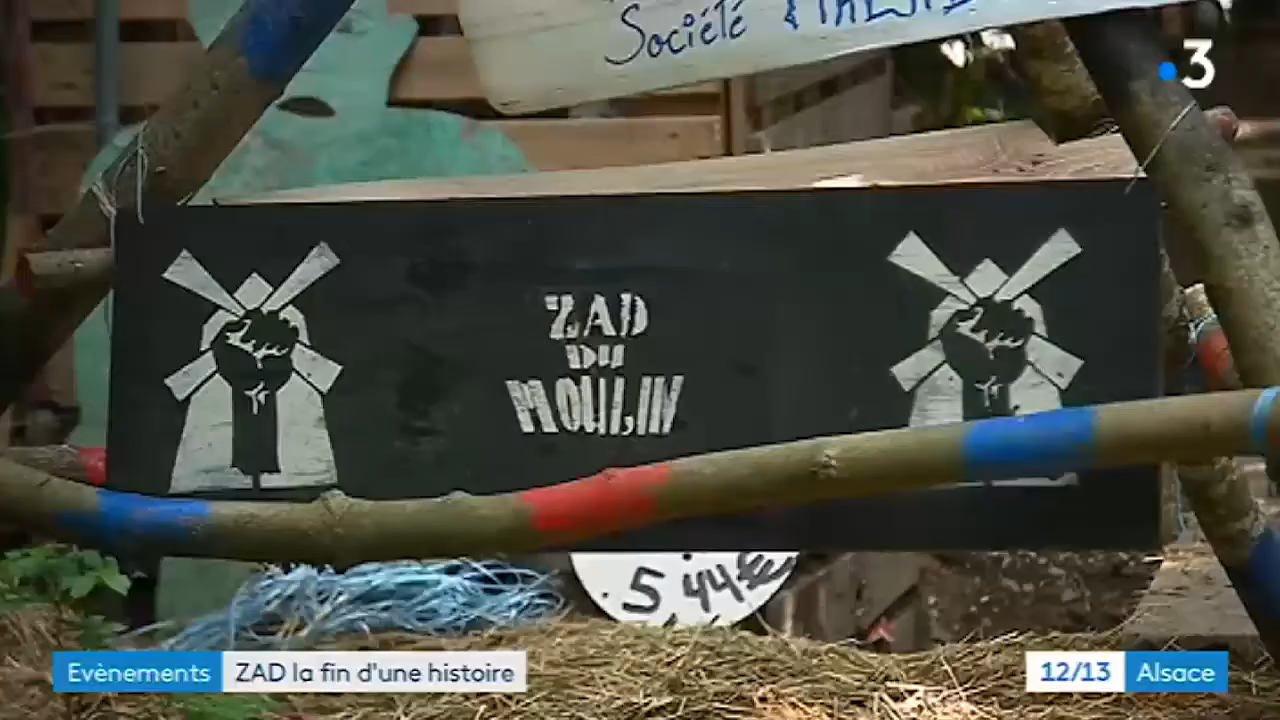 Société
3
ZAD
DU
MOULIN
5 44
Evènements ZAD la fin d'une histoire
12/13 Alsace